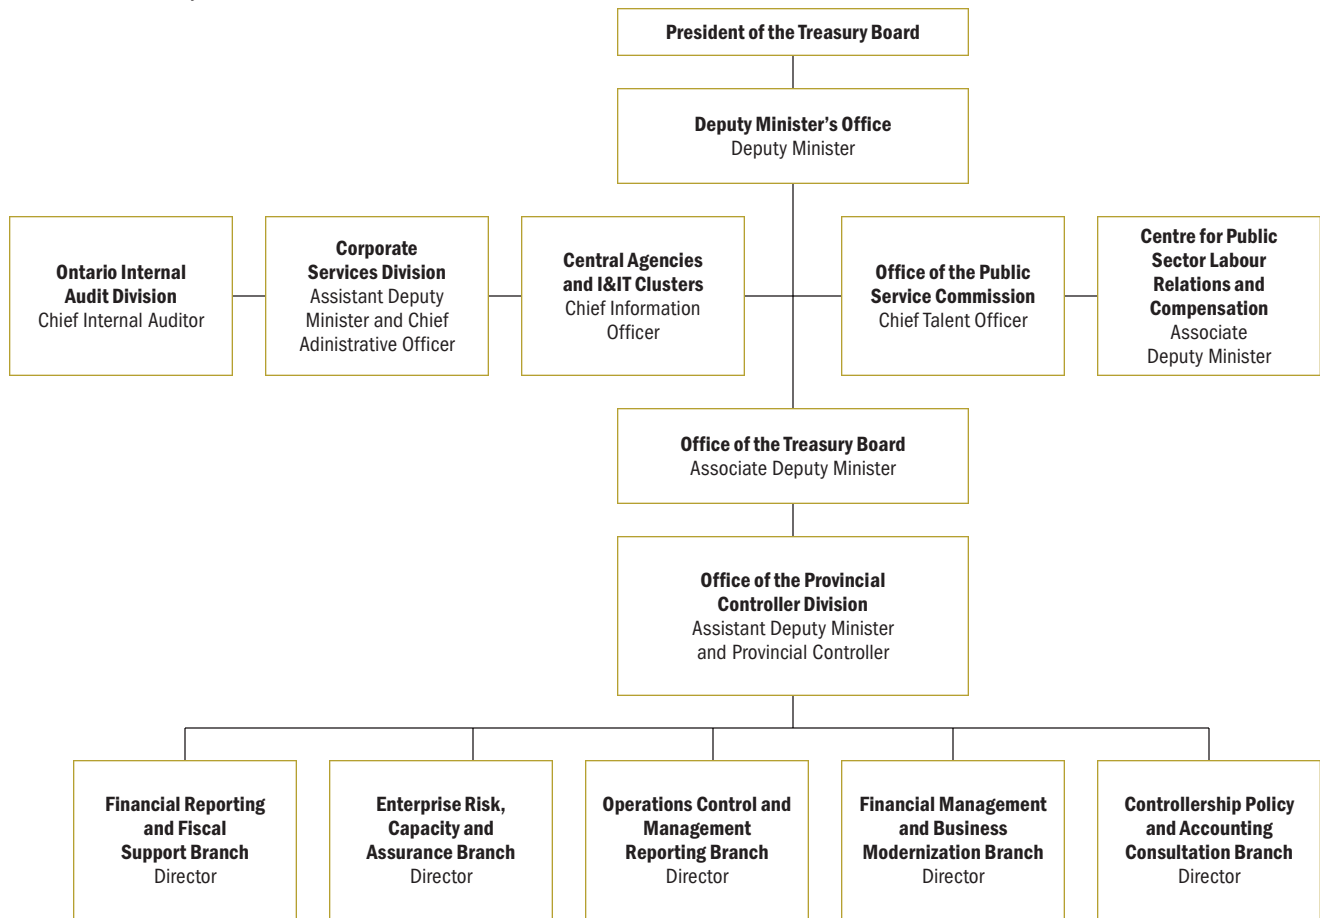 President of the Treasury Board
Deputy Minister’s Office
Deputy Minister
Ontario Internal
Audit Division
Chief Internal Auditor
Corporate
Services Division
Assistant Deputy
Minister and Chief
Adinistrative Officer
Central Agencies
and I&IT Clusters
Chief Information
Officer
Office of the Public
Service Commission
Chief Talent Officer
Centre for Public
Sector Labour
Relations and
Compensation
Associate
Deputy Minister
Office of the Treasury Board
Associate Deputy Minister
Office of the Provincial
Controller Division
Assistant Deputy Minister
and Provincial Controller
Financial Reporting
and Fiscal
Support Branch
Director
Enterprise Risk,
Capacity and
Assurance Branch
Director
Operations Control and
Management
Reporting Branch
Director
Financial Management
and Business
Modernization Branch
Director
Controllership Policy
and Accounting
Consultation Branch
Director